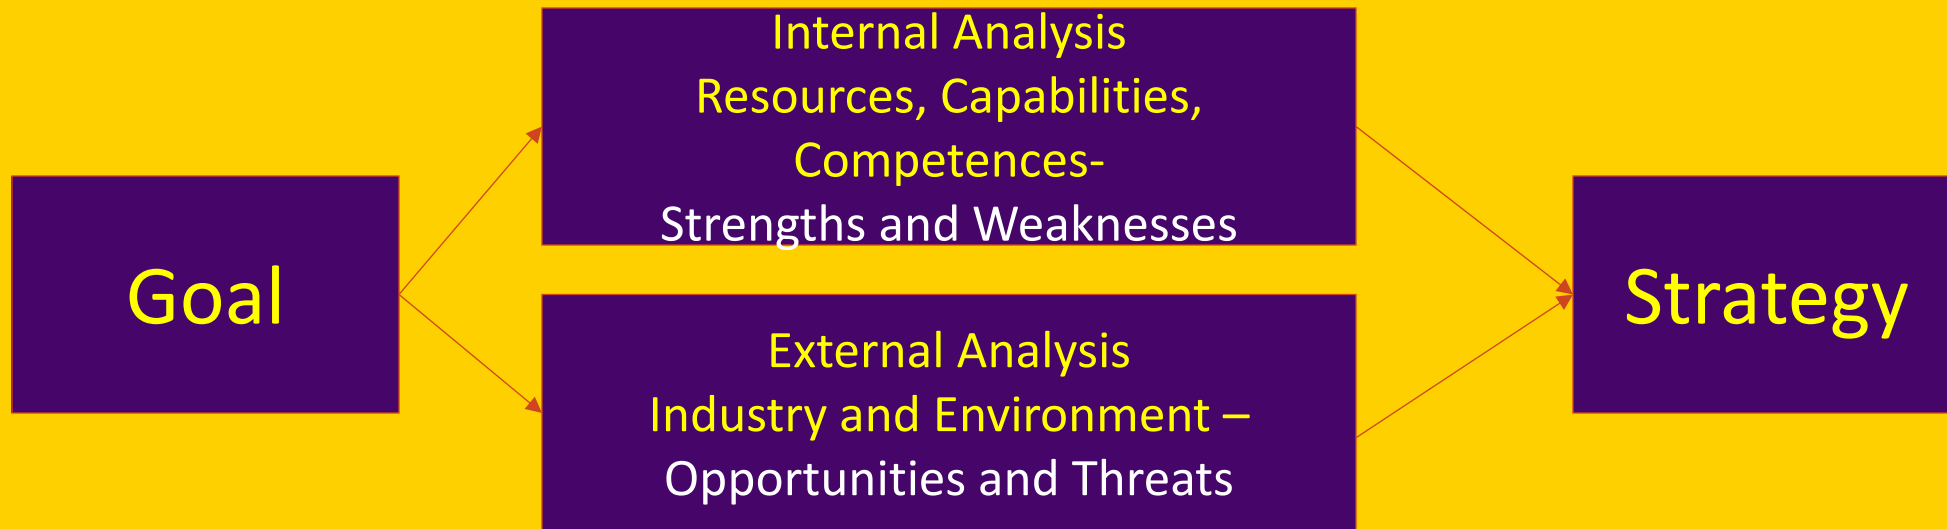 Goal
Internal Analysis
Resources, Capabilities,
Competences-
Strengths and Weaknesses
External Analysis
Industry and Environment –
Opportunities and Threats
Strategy